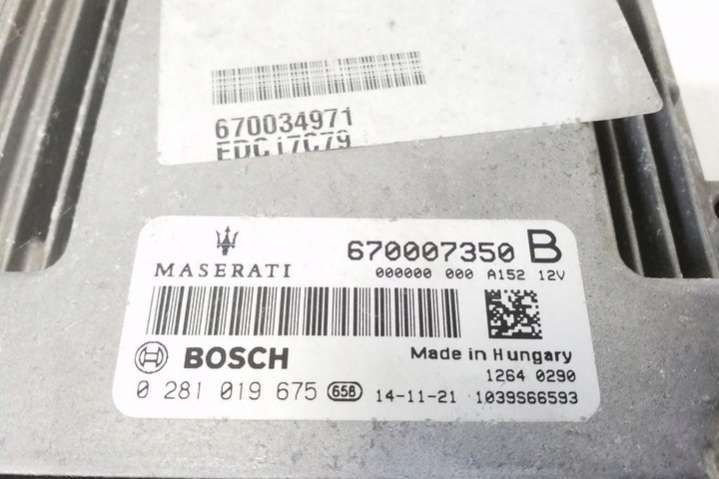 670034971
EDC17C79
MASERATI
670007350 B
000000 000 A152 12V
BOSCH
Made in Hungary
1264 0290
0 281 019 675 65B 14-11-21 1039S66593